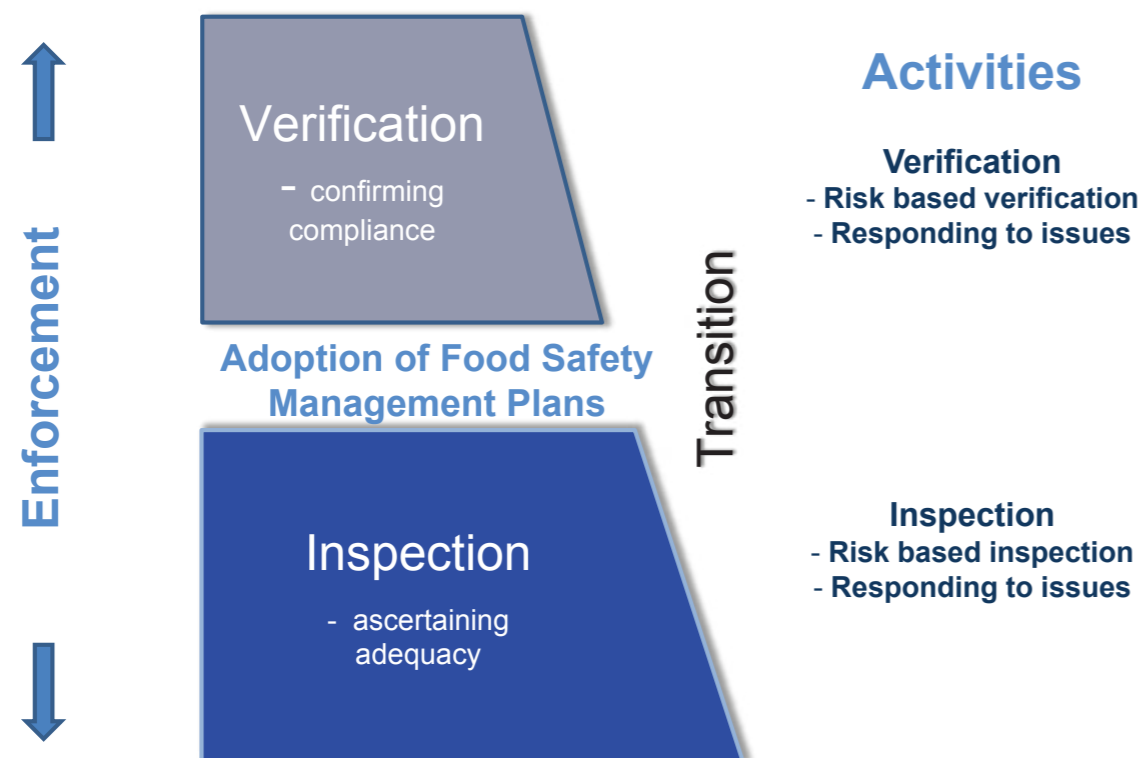 Enforcement
Verification
- confirming
compliance
Adoption of Food Safety
Management Plans
Inspection
- ascertaining
adequacy
Transition
Activities
Verification
- Risk based verification
- Responding to issues
Inspection
- Risk based inspection
- Responding to issues